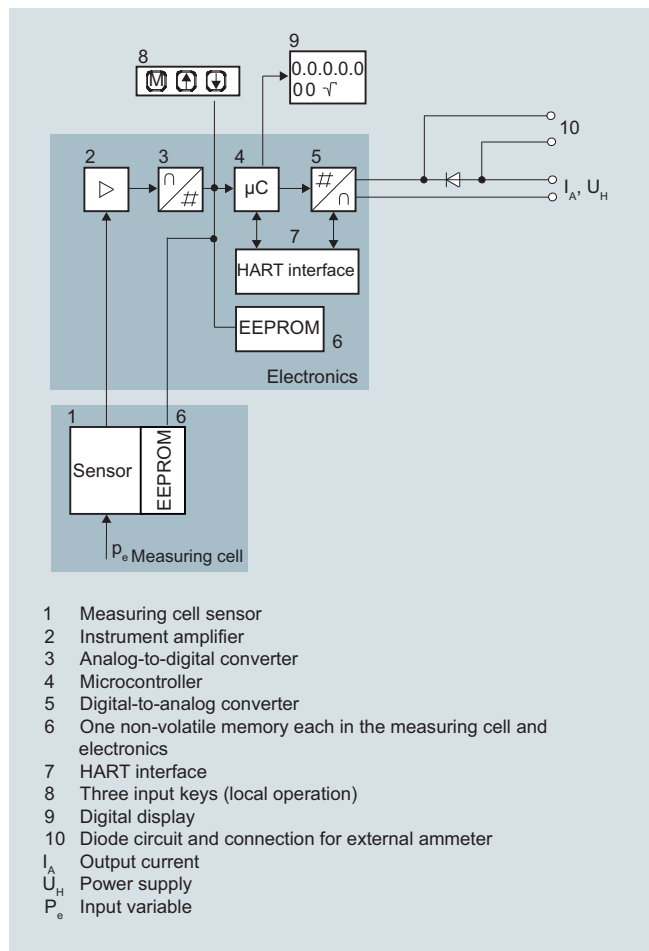 8
M
9
0.0.0.0.0
00 √
10
2
3
∩
#
4
µC
5
#
∩
I_A, U_H
7
HART interface
EEPROM
6
Electronics
1
6
Sensor
EEPROM
p_e Measuring cell
1 Measuring cell sensor
2 Instrument amplifier
3 Analog-to-digital converter
4 Microcontroller
5 Digital-to-analog converter
6 One non-volatile memory each in the measuring cell and
electronics
7 HART interface
8 Three input keys (local operation)
9 Digital display
10 Diode circuit and connection for external ammeter
I_A Output current
U_H Power supply
P_e Input variable